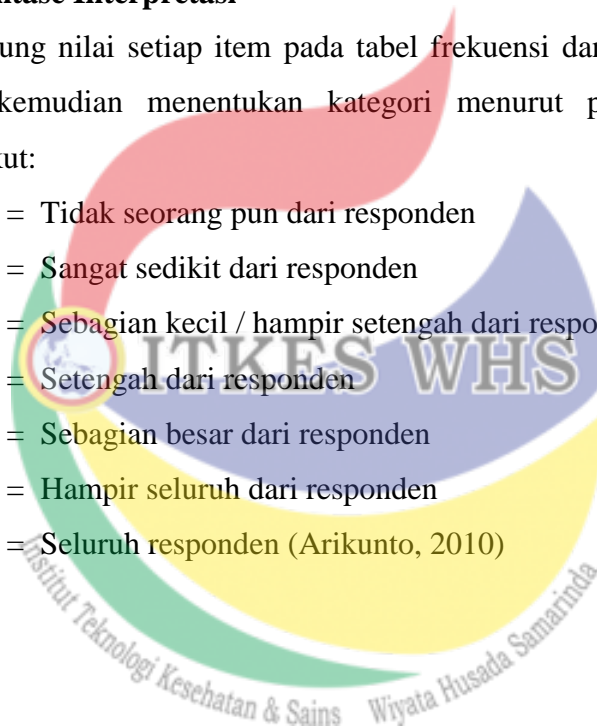 Interpretasi
ung nilai setiap item pada tabel frekuensi dar
kemudian menentukan kategori menurut p
kut:
= Tidak seorang pun dari responden
= Sangat sedikit dari responden
= Sebagian kecil / hampir setengah dari respo
= Setengah dari responden
= Sebagian besar dari responden
= Hampir seluruh dari responden
= Seluruh responden (Arikunto, 2010)
ITKES WHS
Institut Teknologi Kesehatan & Sains Wiyata Husada Samarinda